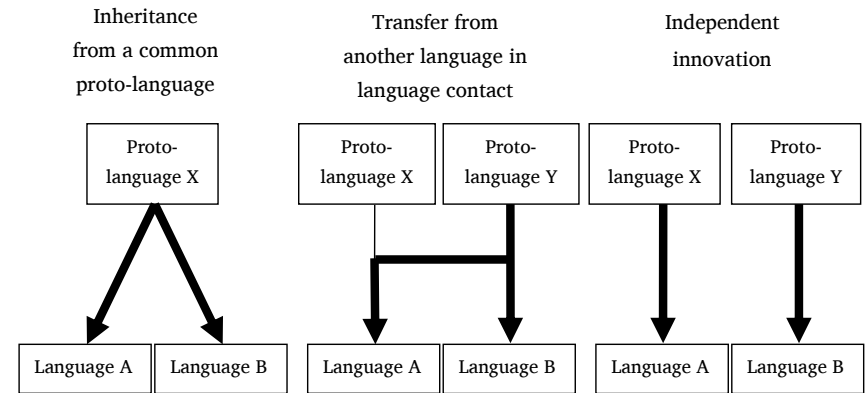 Inheritance
from a common
proto-language
Transfer from
another language in
language contact
Independent
innovation
Proto-
language X
Proto-
language X
Proto-
language Y
Proto-
language X
Proto-
language Y
Language A
Language B
Language A
Language B
Language A
Language B